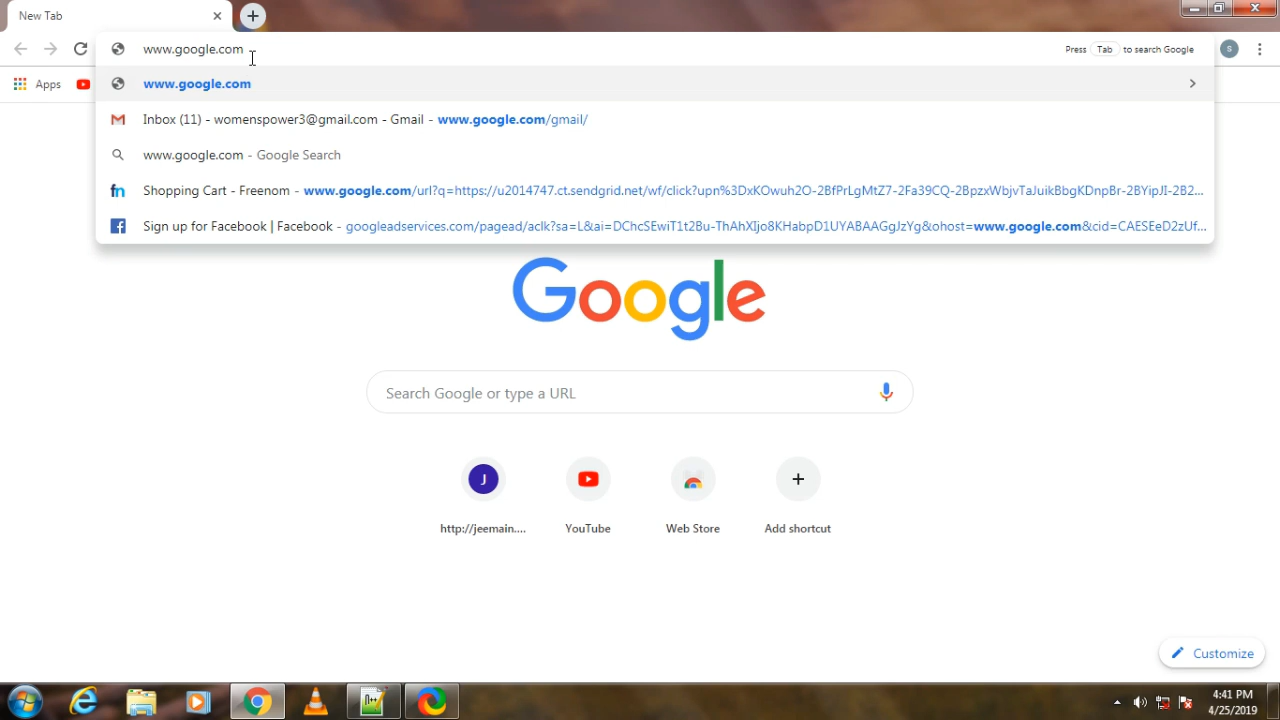 New Tab
www.google.com
Press Tab to search Google
S
Apps
www.google.com
Inbox (11) - womenspower3@gmail.com - Gmail - www.google.com/gmail/
www.google.com - Google Search
Shopping Cart - Freenom - www.google.com/url?q=https://u2014747.ct.sendgrid.net/wf/click?upn%3DxKOwuh2O-2BfPrLgMtZ7-2Fa39CQ-2BpzxWbjvTaJuikBbgKDnpBr-2BYipJI-2B2...
Sign up for Facebook | Facebook - googleadservices.com/pagead/aclk?sa=L&ai=DChcSEwiT1t2Bu-ThAhXIjo8KHabpD1UYABAAGgJzYg&ohost=www.google.com&cid=CAESEeD2zUf...
Google
Search Google or type a URL
J
http://jeemain....
YouTube
Web Store
Add shortcut
Customize
4:41 PM
4/25/2019